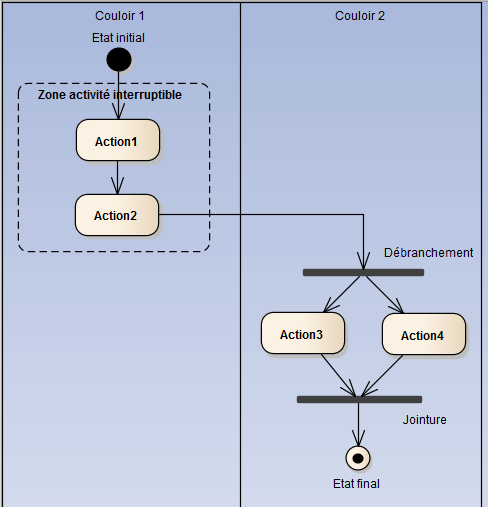 Couloir 1
Couloir 2
Etat initial
Zone activité interruptible
Action1
Action2
Débranchement
Action3
Action4
Jointure
Etat final